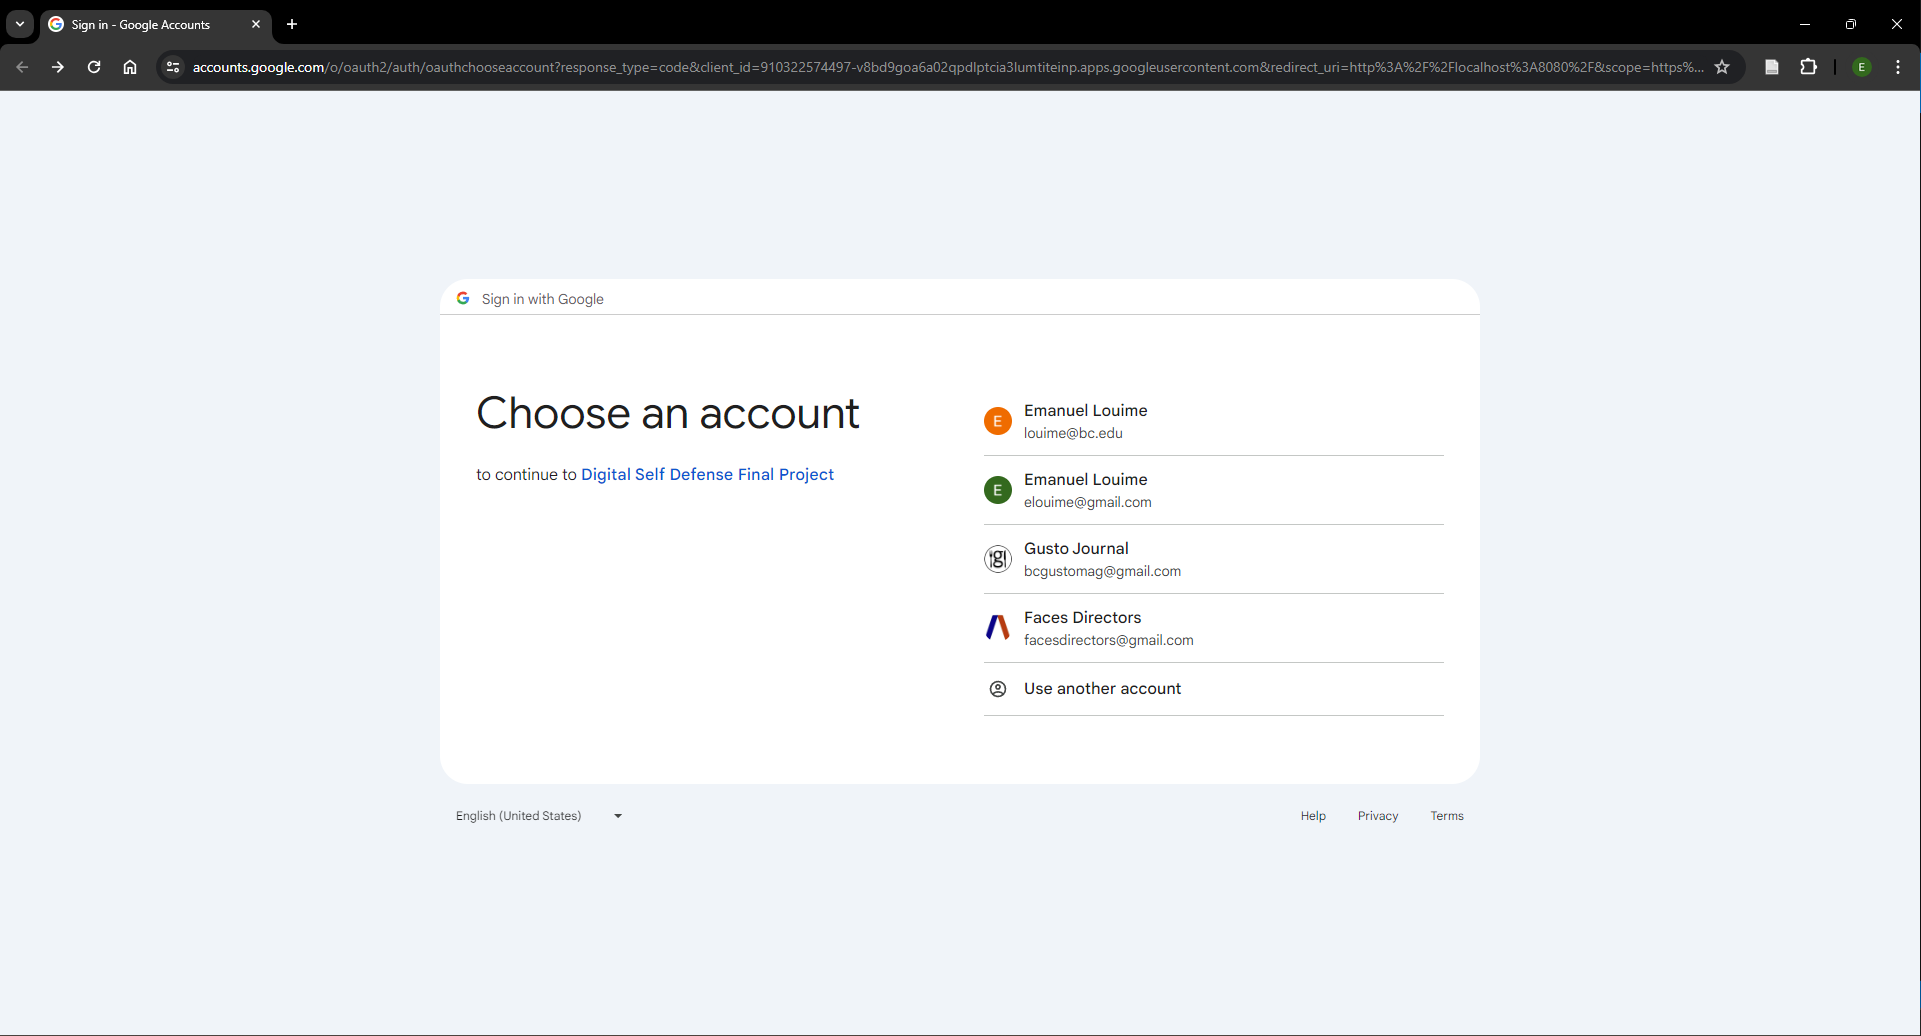 Sign in - Google Accounts
accounts.google.com/o/oauth2/auth/oauthchooseaccount?response_type=code&client_id=910322574497-v8bd9goa6a02qpdlptcia3lumtiteinp.apps.googleusercontent.com&redirect_uri=http%3A%2F%2Flocalhost%3A8080%2F&scope=https%...
E
Sign in with Google
Choose an account
to continue to Digital Self Defense Final Project
E
Emanuel Louime
louime@bc.edu
E
Emanuel Louime
elouime@gmail.com
g
Gusto Journal
bcgustomag@gmail.com
Faces Directors
facesdirectors@gmail.com
Use another account
English (United States)
Help Privacy Terms